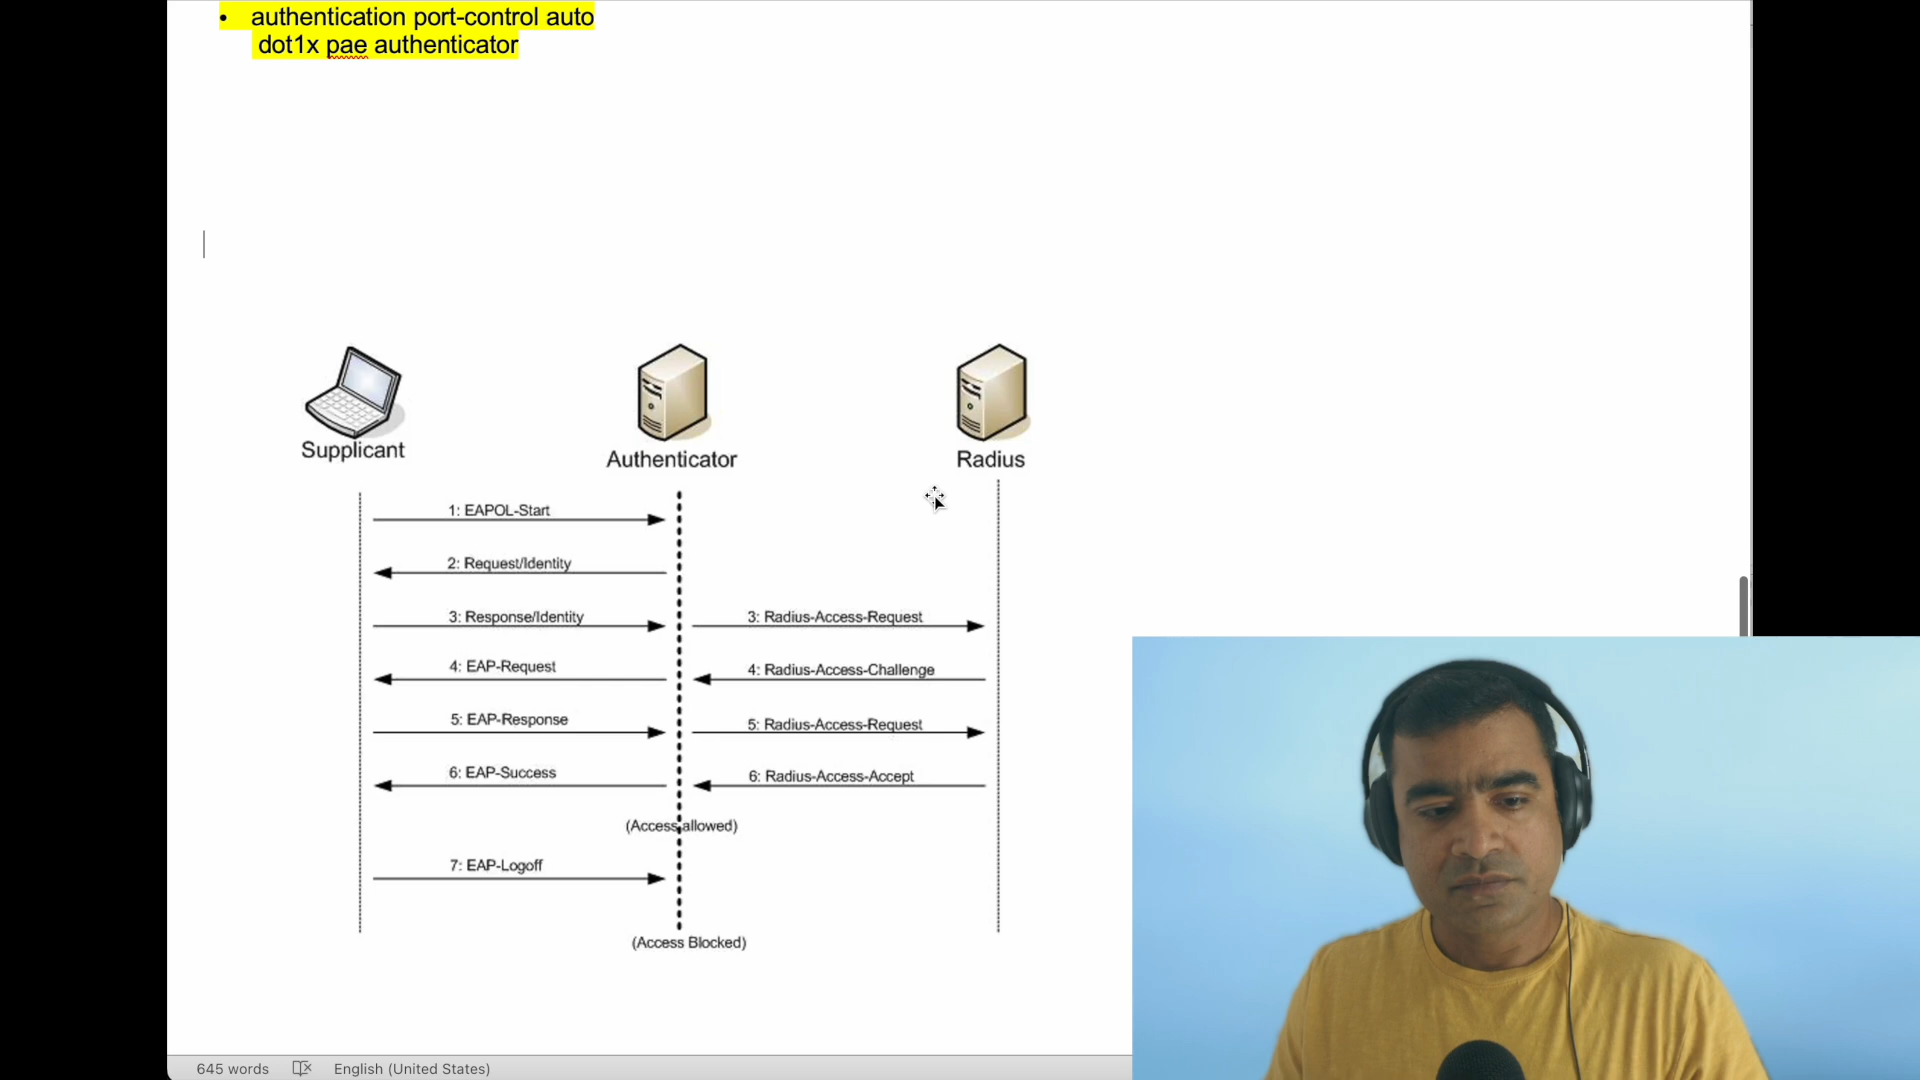 • authentication port-control auto
dot1x pae authenticator
Supplicant
Authenticator
Radius
1: EAPOL-Start
2: Request/Identity
3: Response/Identity
3: Radius-Access-Request
4: EAP-Request
4: Radius-Access-Challenge
5: EAP-Response
5: Radius-Access-Request
6: EAP-Success
6: Radius-Access-Accept
(Access allowed)
7: EAP-Logoff
(Access Blocked)
645 words
English (United States)